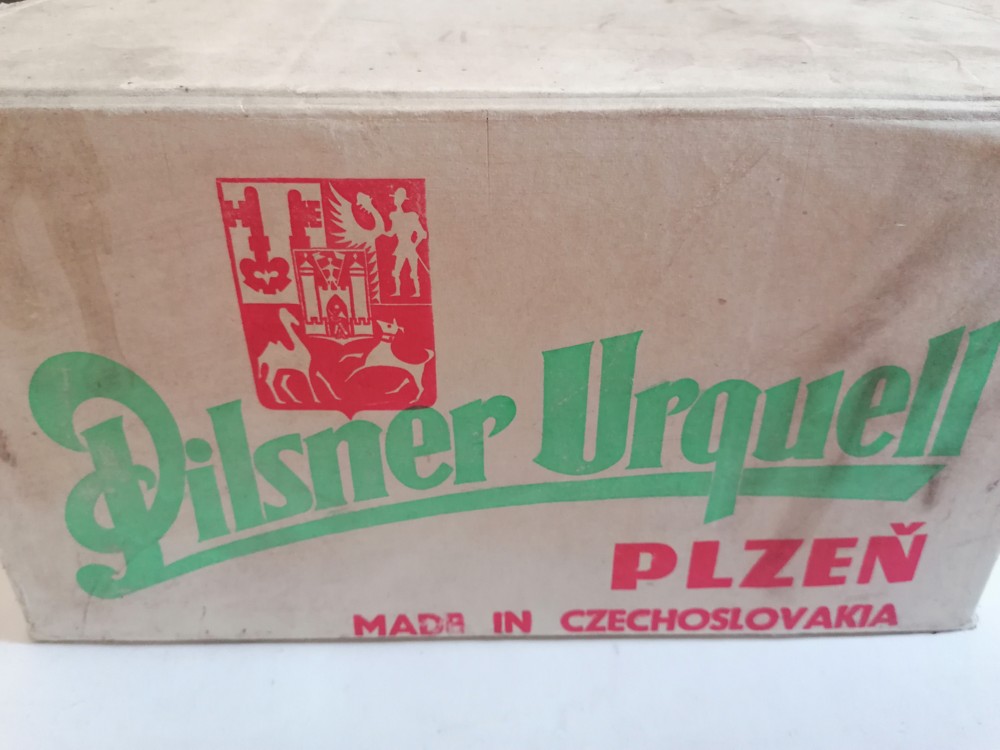 Pilsner Urquell
PLZEŇ
MADE IN CZECHOSLOVAKIA